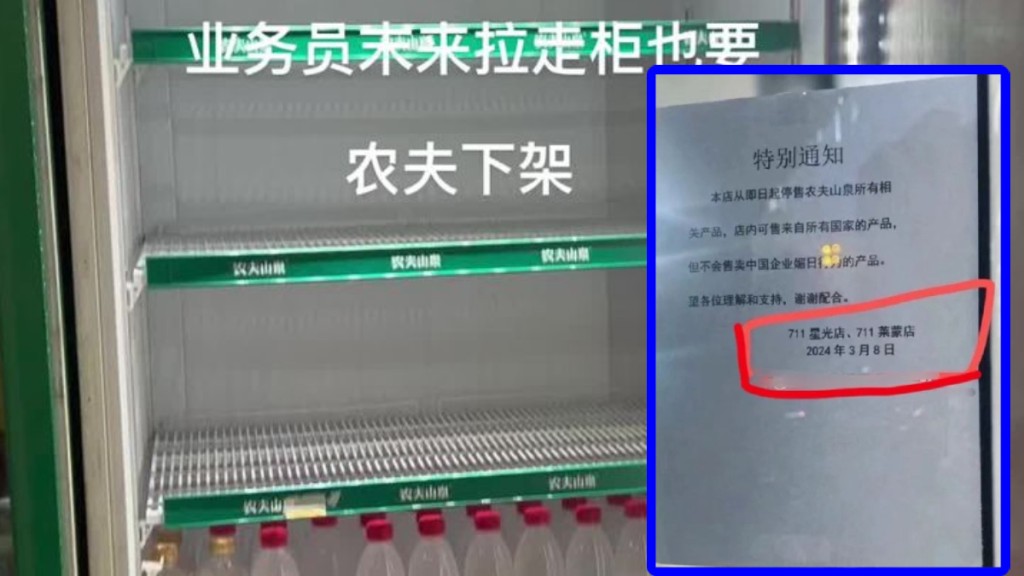 业务员未来拉走柜也要
农夫下架
农夫山泉 农夫山泉 农夫山泉
农夫山 农夫山泉 农夫山泉
特别通知
本店从即日起停售农夫山泉所有相
关产品，店内可售来自所有国家的产品，
但不会售卖中国企业媚日的产品。
望各位理解和支持，谢谢配合。
711 星光店、711 莱蒙店
2024 年 3 月 8 日